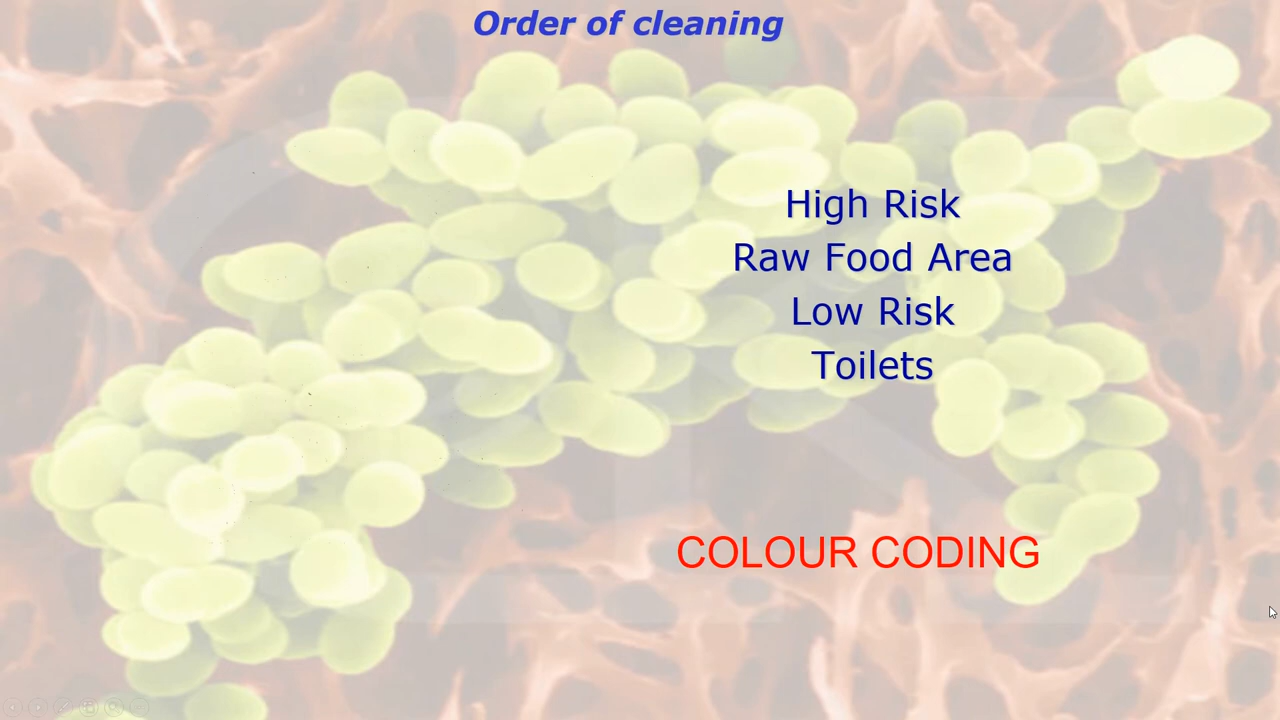 Order of cleaning
High Risk
Raw Food Area
Low Risk
Toilets
COLOUR CODING